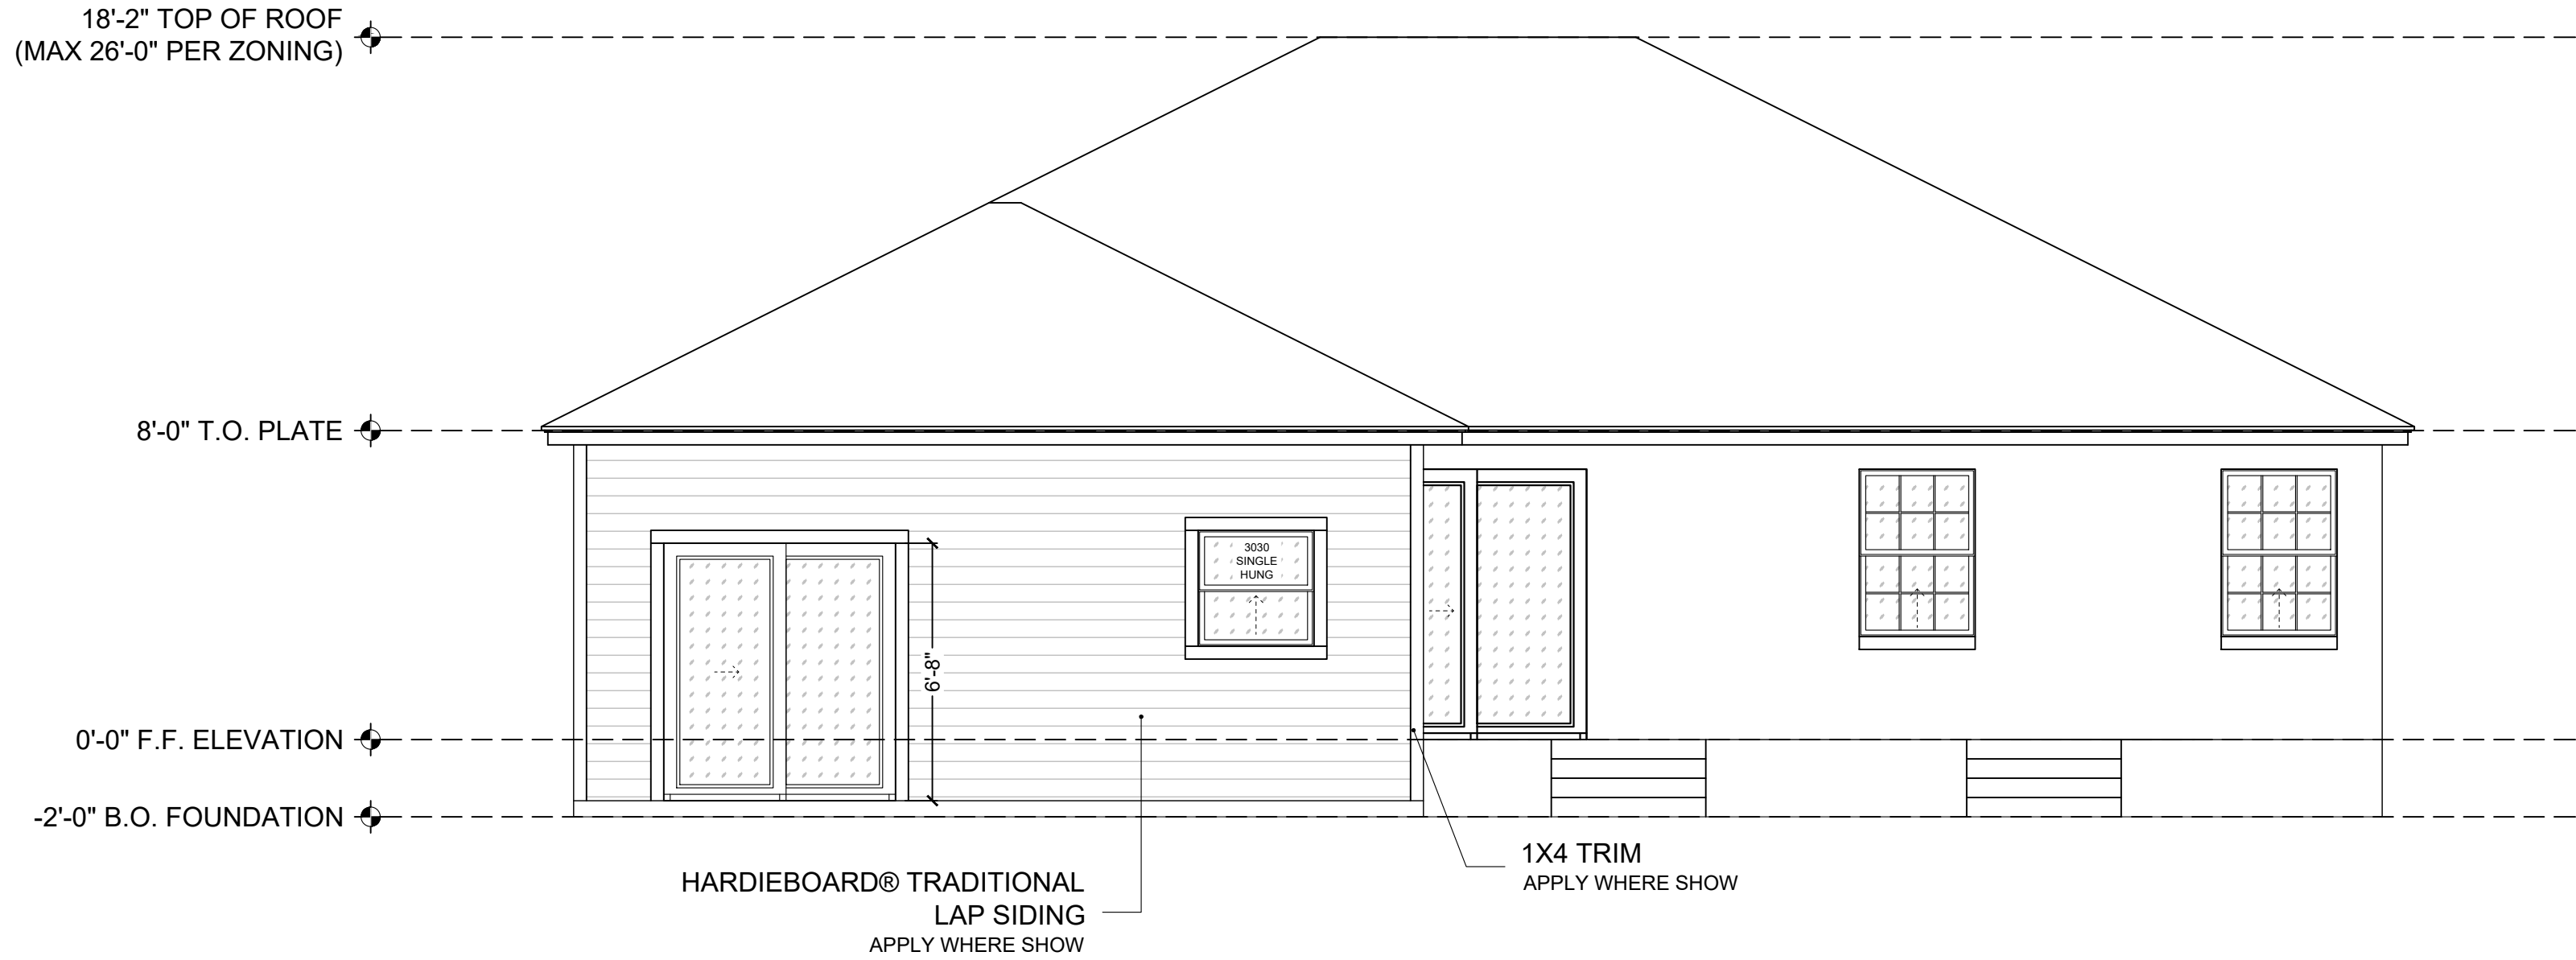 18'-2" TOP OF ROOF
(MAX 26'-0" PER ZONING)
8'-0" T.O. PLATE
3030
SINGLE
HUNG
6'-8"
0'-0" F.F. ELEVATION
-2'-0" B.O. FOUNDATION
HARDIEBOARD® TRADITIONAL
LAP SIDING
APPLY WHERE SHOW
1X4 TRIM
APPLY WHERE SHOW